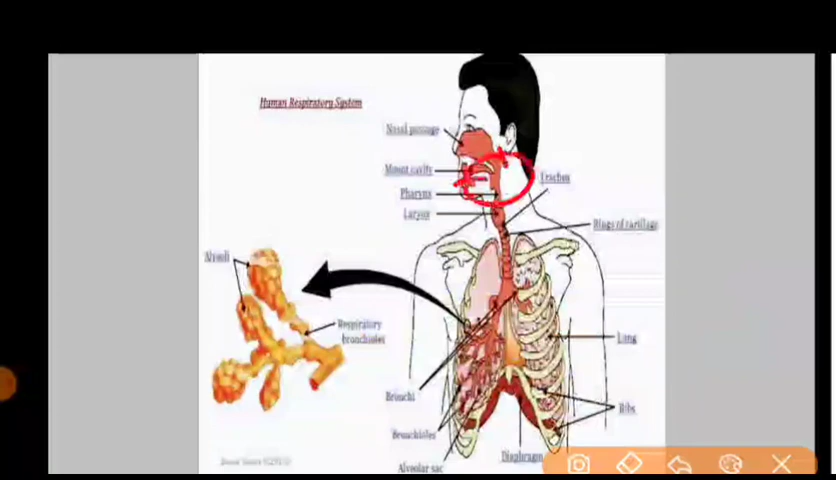 Human Respiratory System
Nasal passage
Mount cavity
Pharynx
Larynx
Trachea
Rings of cartilage
Alveoli
Respiratory
bronchioles
Lung
Bronchi
Ribs
Bronchioles
Diaphragm
Alveolar sac